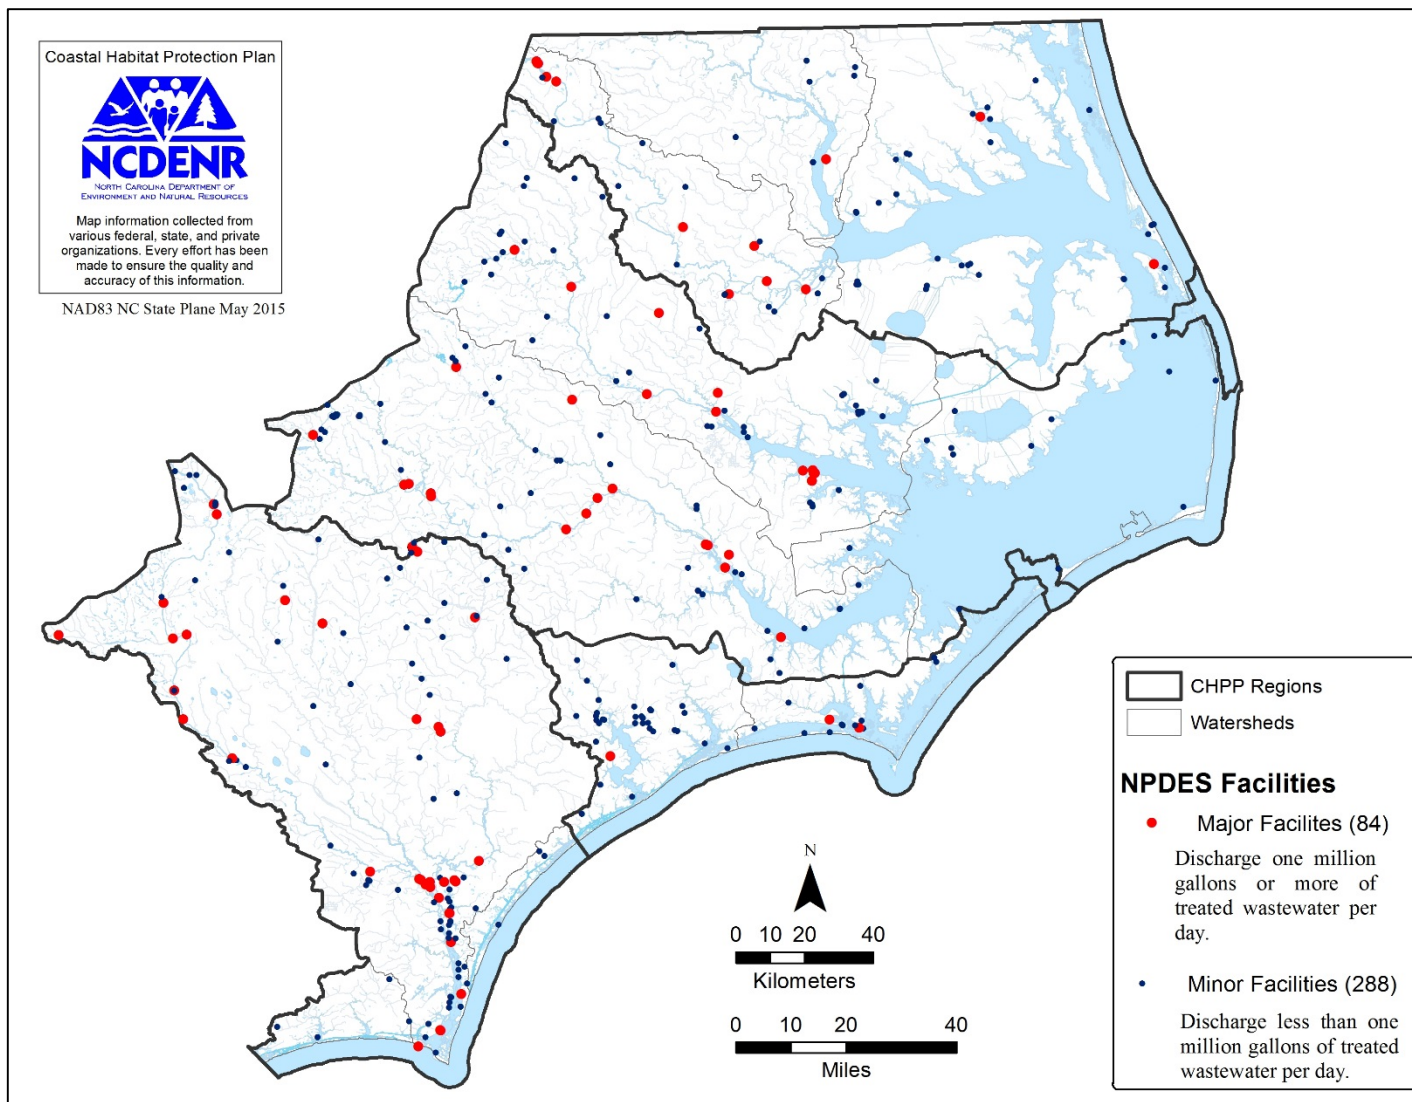 Coastal Habitat Protection Plan
NCDENR
NORTH CAROLINA DEPARTMENT OF
ENVIRONMENT AND NATURAL RESOURCES
Map information collected from
various federal, state, and private
organizations. Every effort has been
made to ensure the quality and
accuracy of this information.
NAD83 NC State Plane May 2015
CHPP Regions
Watersheds
NPDES Facilities
Major Facilites (84)
Discharge one million
gallons or more of
treated wastewater per
day.
Minor Facilities (288)
Discharge less than one
million gallons of treated
wastewater per day.
N
0 10 20 40
Kilometers
0 10 20 40
Miles